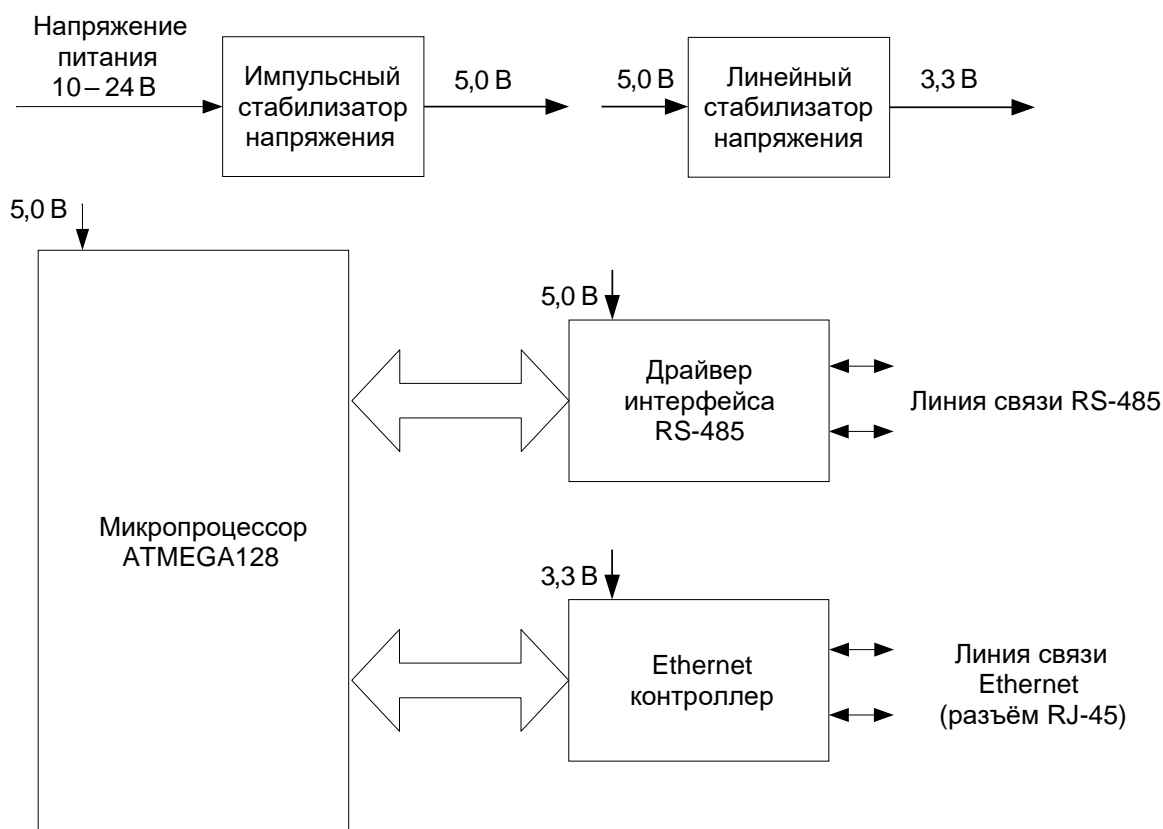 Напряжение
питания
10 – 24 В
Импульсный
стабилизатор
напряжения
5,0 В
5,0 В
Линейный
стабилизатор
напряжения
3,3 В
5,0 В
Микропроцессор
ATMEGA128
5,0 В
Драйвер
интерфейса
RS-485
Линия связи RS-485
3,3 В
Ethernet
контроллер
Линия связи
Ethernet
(разъём RJ-45)